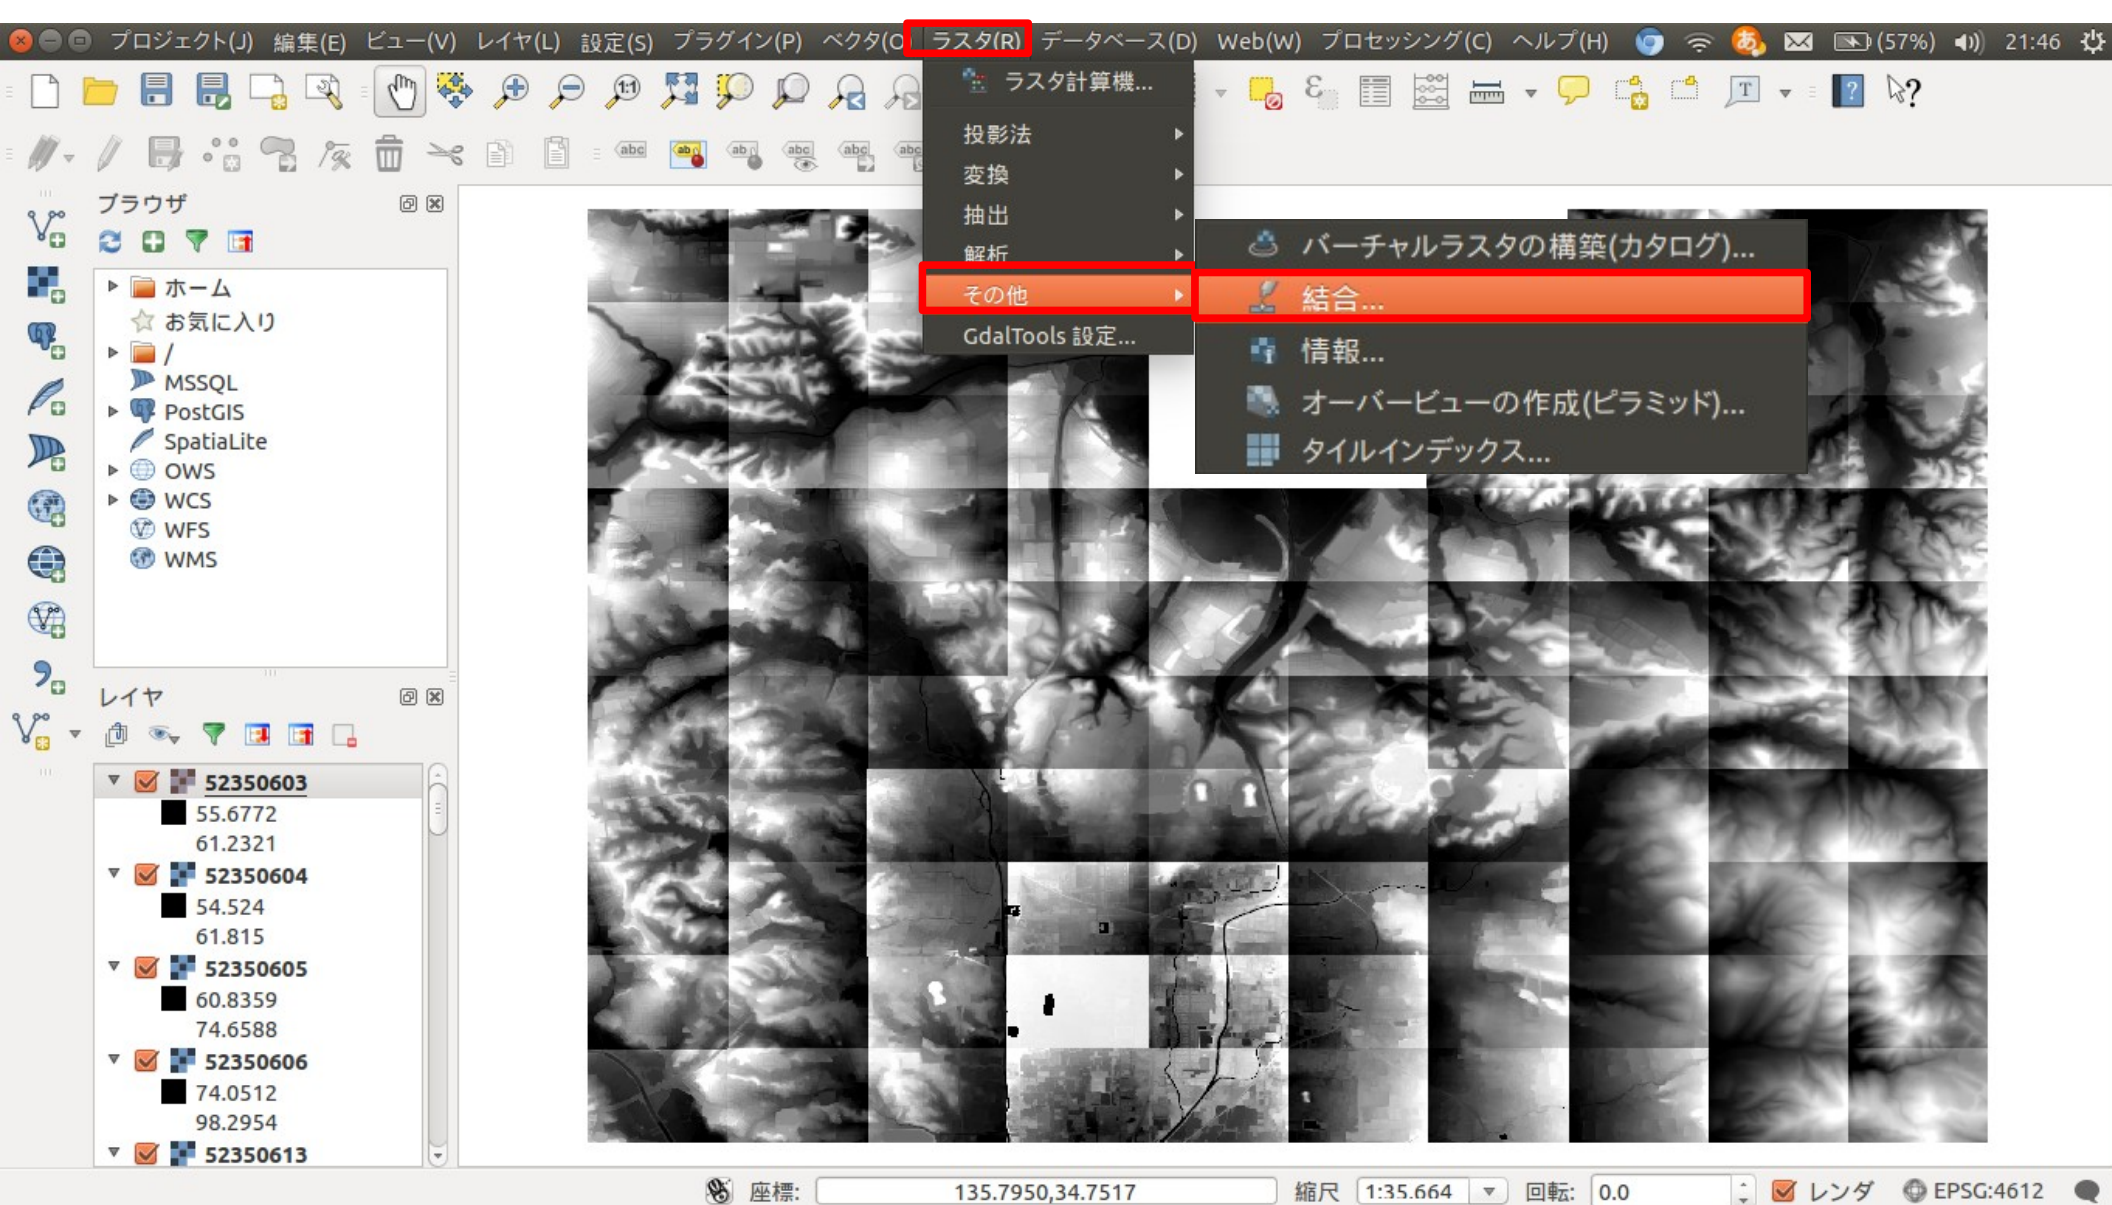 プロジェクト(J) 編集(E) ビュー(V) レイヤ(L) 設定(S) プラグイン(P) ベクタ(O) ラスタ(R) データベース(D) Web(W) プロセッシング(C) ヘルプ(H) あ (57%) 21:46
ラスタ計算機...
投影法
変換
抽出
解析
その他
GdalTools 設定...
バーチャルラスタの構築(カタログ)...
結合...
情報...
オーバービューの作成(ピラミッド)...
タイルインデックス...
ブラウザ
ホーム
お気に入り
/
MSSQL
PostGIS
SpatiaLite
OWS
WCS
WFS
WMS
レイヤ
52350603
55.6772
61.2321
52350604
54.524
61.815
52350605
60.8359
74.6588
52350606
74.0512
98.2954
52350613
座標: 135.7950,34.7517 縮尺 1:35.664 回転: 0.0 レンダ EPSG:4612